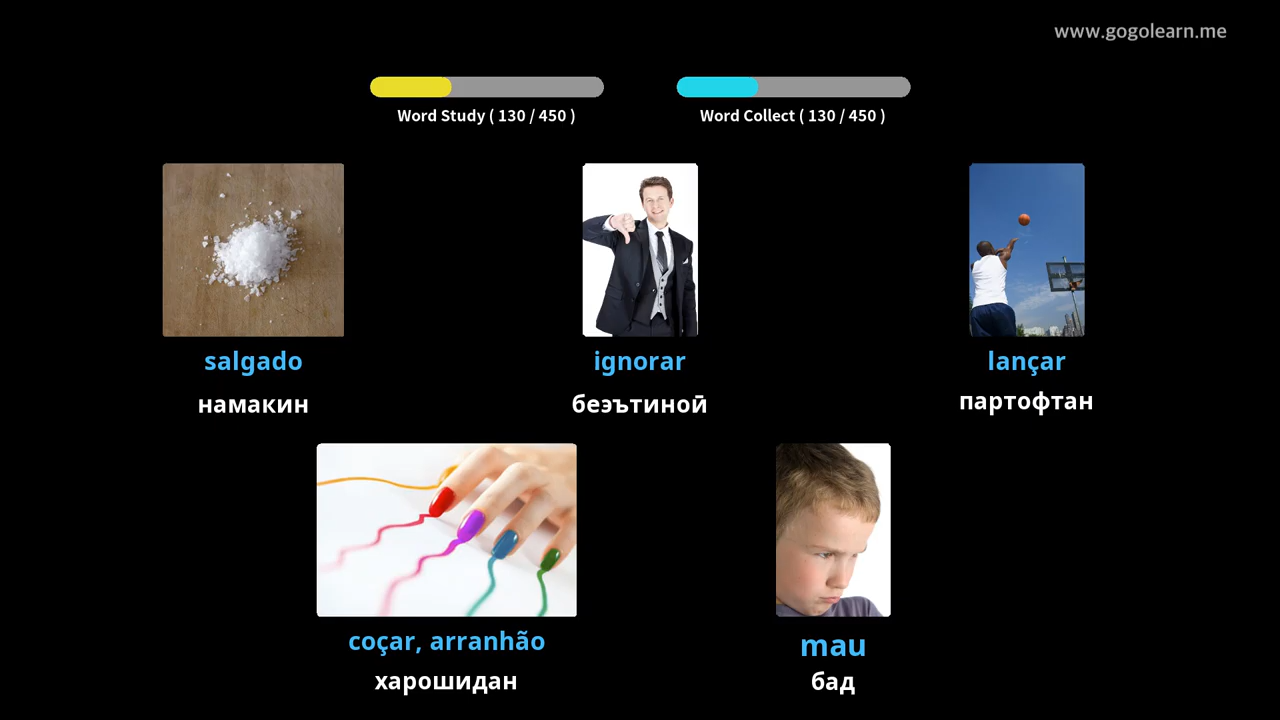 www.gogolearn.me
Word Study ( 130 / 450 )
Word Collect ( 130 / 450 )
salgado
намакин
ignorar
беэътиноӣ
lançar
партофтан
coçar, arranhão
харошидан
mau
бад